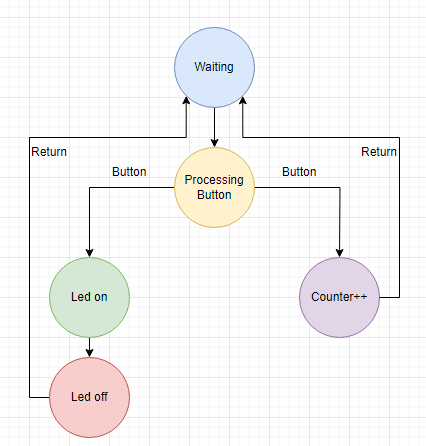 Waiting
Return
Return
Button
Processing
Button
Button
Led on
Counter++
Led off